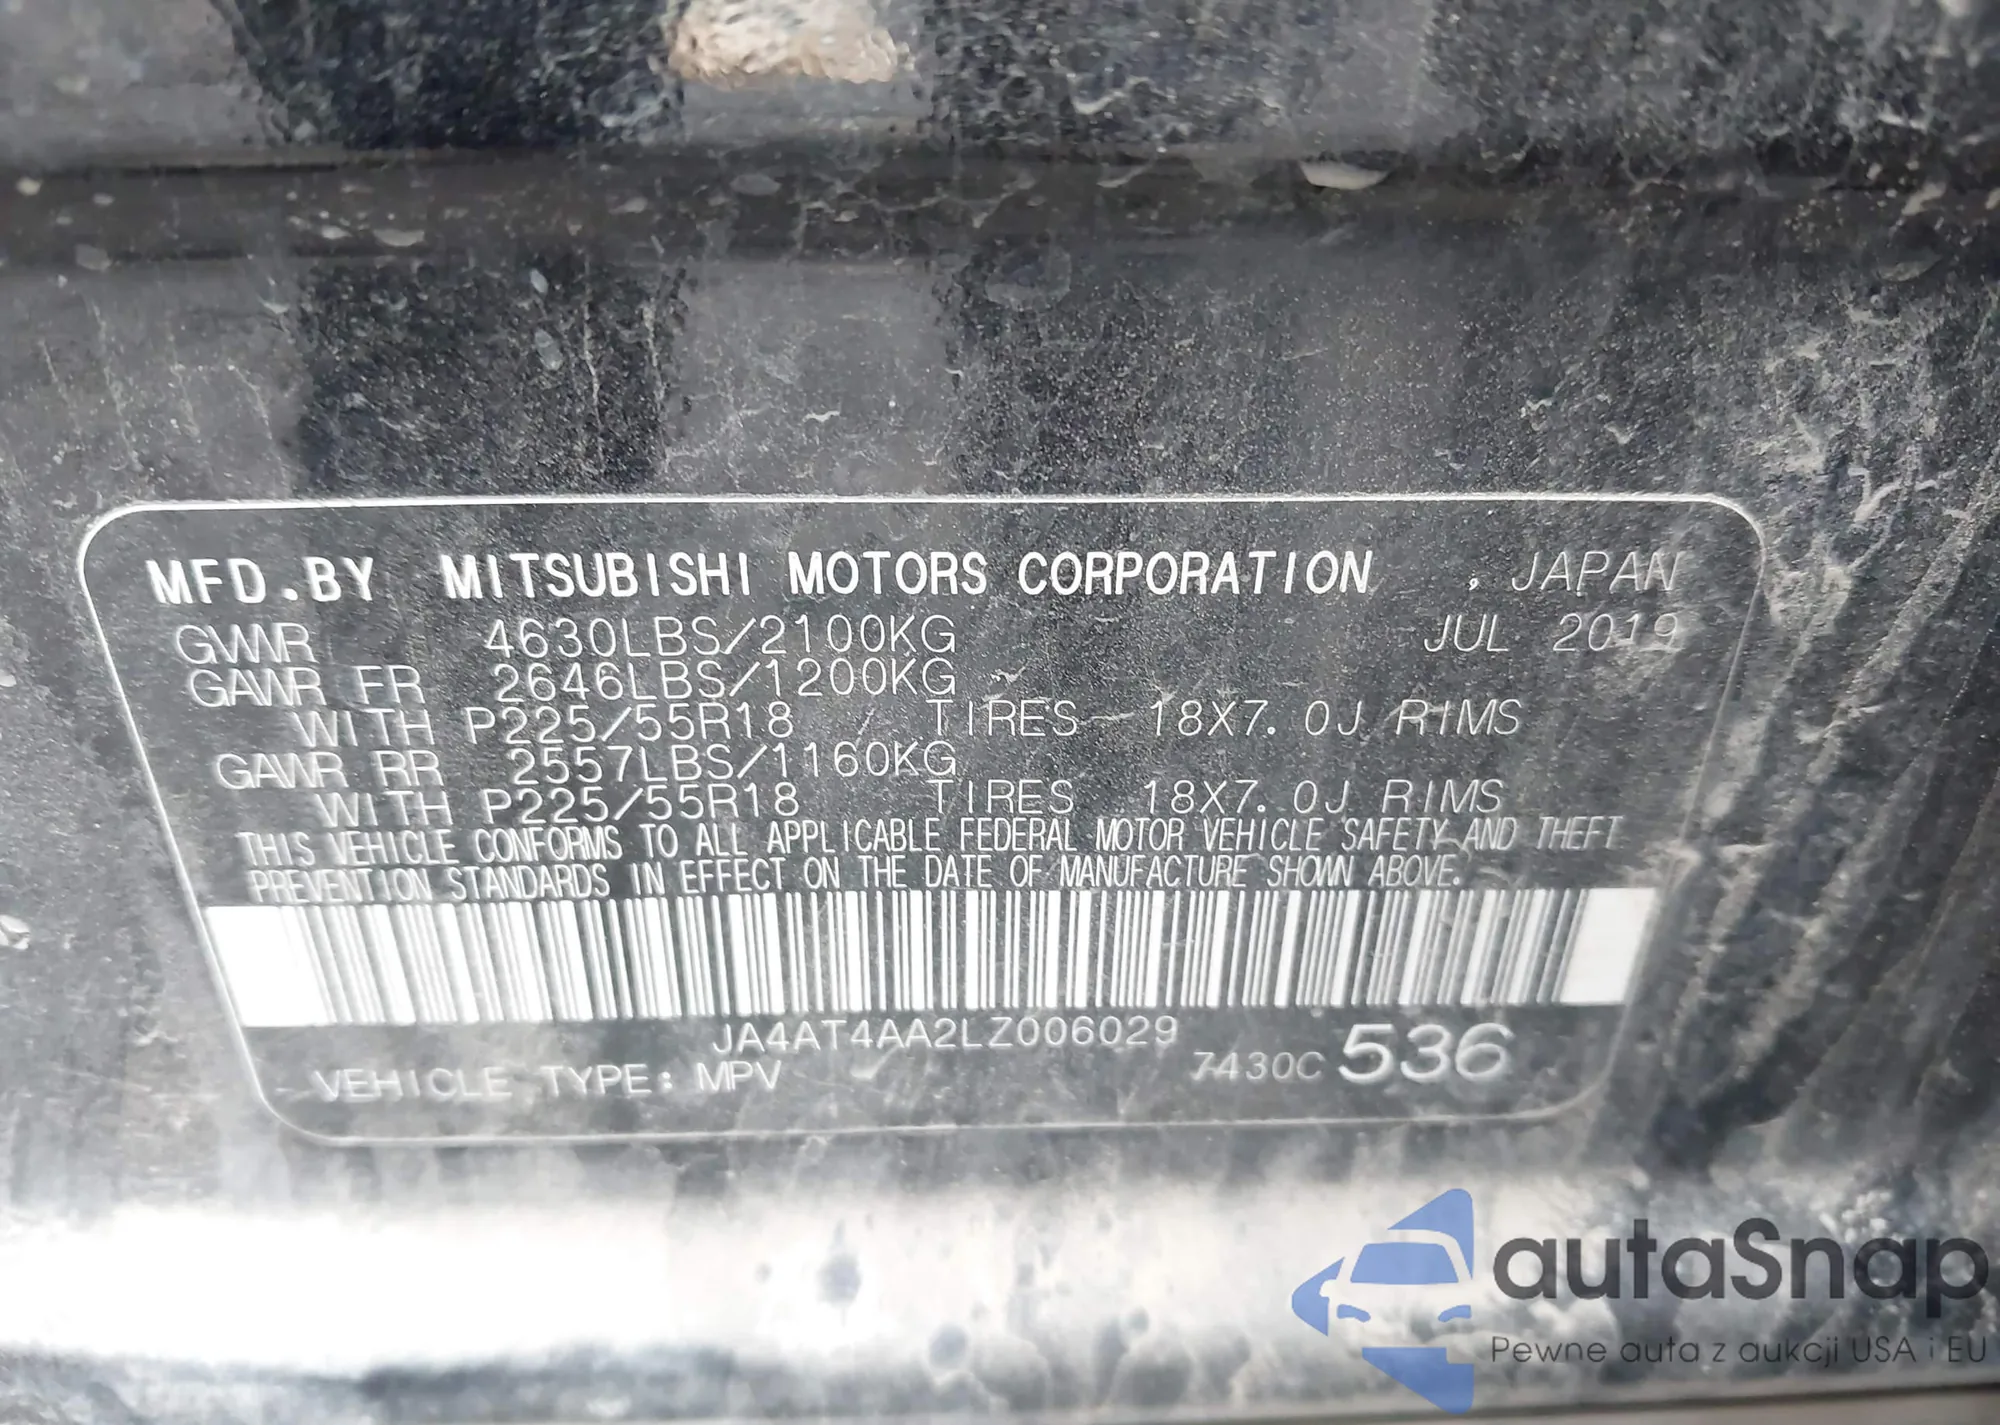 MFD.BY MITSUBISHI MOTORS CORPORATION , JAPAN
GVWR 4630LBS/2100KG JUL 2019
GAWR FR 2646LBS/1200KG
WITH P225/55R18 TIRES 18X7.0J RIMS
GAWR RR 2557LBS/1160KG
WITH P225/55R18 TIRES 18X7.0J RIMS
THIS VEHICLE CONFORMS TO ALL APPLICABLE FEDERAL MOTOR VEHICLE SAFETY AND THEFT
PREVENTION STANDARDS IN EFFECT ON THE DATE OF MANUFACTURE SHOWN ABOVE.
JA4AT4AA2LZ006029
VEHICLE TYPE: MPV 7430C 536
autaSnap
Pewne auta z aukcji USA i EU